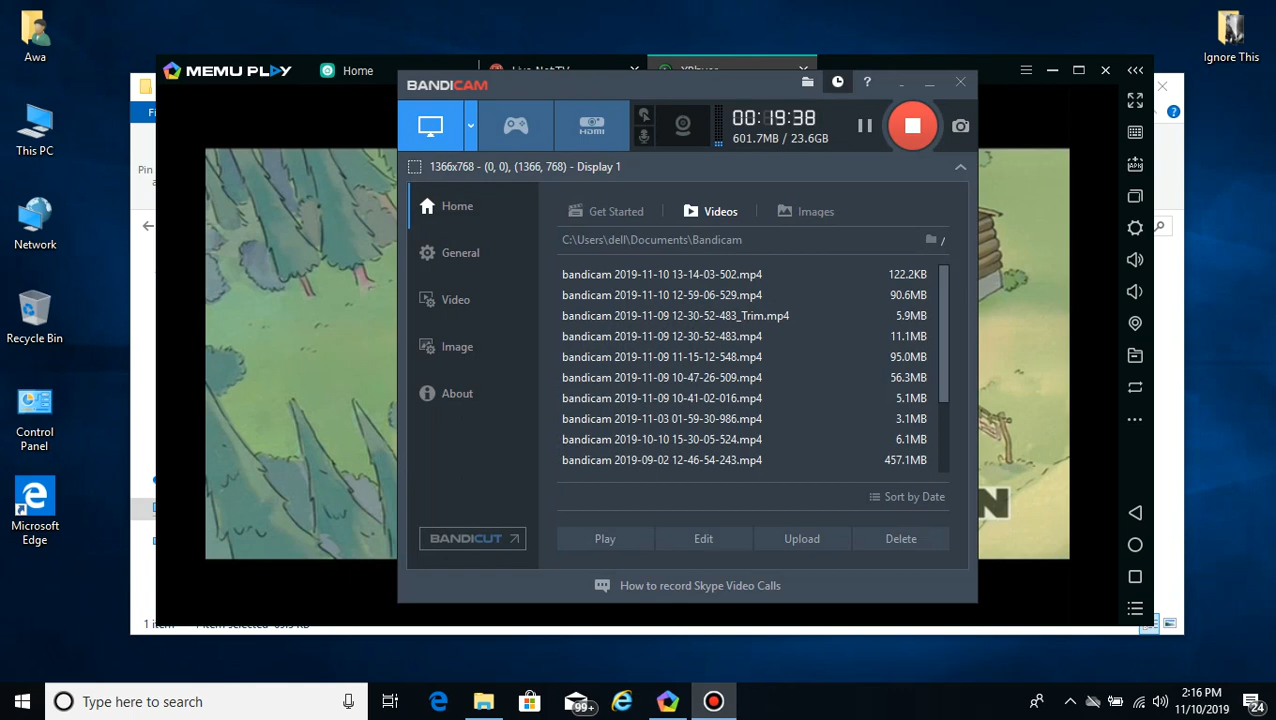 Awa
This PC
Network
Recycle Bin
Control
Panel
Microsoft
Edge
Ignore This
MEMU PLAY
Home
BANDICAM
?
HDMI
00:19:38
601.7MB / 23.6GB
1366x768 - (0, 0), (1366, 768) - Display 1
Home
General
Video
Image
About
BANDICUT
Get Started
Videos
Images
C:\Users\dell\Documents\Bandicam
/
bandicam 2019-11-10 13-14-03-502.mp4 122.2KB
bandicam 2019-11-10 12-59-06-529.mp4 90.6MB
bandicam 2019-11-09 12-30-52-483_Trim.mp4 5.9MB
bandicam 2019-11-09 12-30-52-483.mp4 11.1MB
bandicam 2019-11-09 11-15-12-548.mp4 95.0MB
bandicam 2019-11-09 10-47-26-509.mp4 56.3MB
bandicam 2019-11-09 10-41-02-016.mp4 5.1MB
bandicam 2019-11-03 01-59-30-986.mp4 3.1MB
bandicam 2019-10-10 15-30-05-524.mp4 6.1MB
bandicam 2019-09-02 12-46-54-243.mp4 457.1MB
Sort by Date
Play Edit Upload Delete
How to record Skype Video Calls
Pin
N
Type here to search
99+
2:16 PM
11/10/2019
24